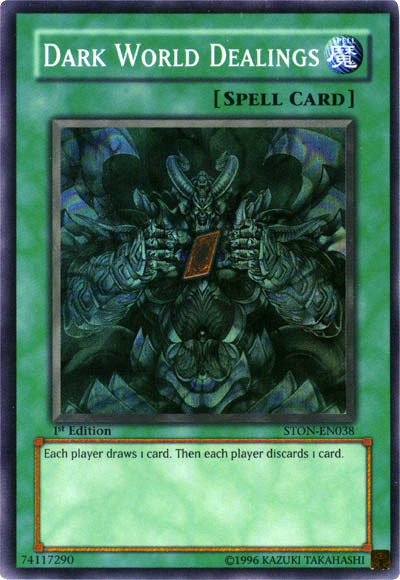 DARK WORLD DEALINGS
SPELL
魔
[SPELL CARD]
1st Edition
STON-EN038
Each player draws 1 card. Then each player discards 1 card.
74117290
©1996 KAZUKI TAKAHASHI